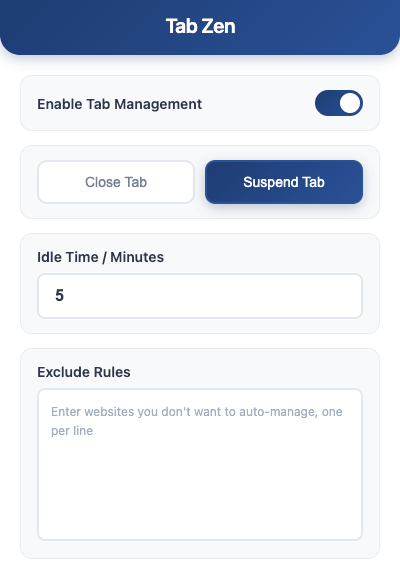 Tab Zen
Enable Tab Management
Close Tab
Suspend Tab
Idle Time / Minutes
5
Exclude Rules
Enter websites you don't want to auto-manage, one
per line